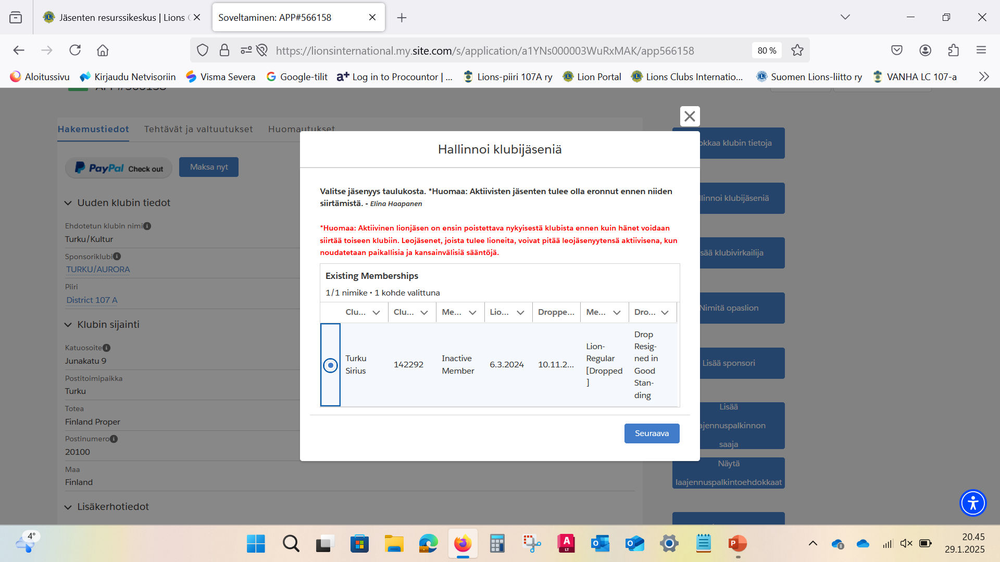 Jäsenten resurssikeskus | Lions
Soveltaminen: APP#566158
https://lionsinternational.my.site.com/s/application/a1YNs000003WuRxMAK/app566158
80 %
Aloitussivu
Kirjaudu Netvisoriin
Visma Severa
Google-tilit
a+ Log in to Procountor | ...
Lions-piiri 107A ry
Lion Portal
Lions Clubs Internatio...
Suomen Lions-liitto ry
VANHA LC 107-a
Hakemustiedot
Tehtävät ja valtuutukset
Huomautukset
PayPal Check out
Maksa nyt
Uuden klubin tiedot
Ehdotetun klubin nimi
Turku/Kultur
Sponsoriklubi
TURKU/AURORA
Piiri
District 107 A
Klubin sijainti
Katuosoite
Junakatu 9
Postitoimipaikka
Turku
Totea
Finland Proper
Postinumero
20100
Maa
Finland
Lisäkerhotiedot
Hallinnoi klubijäseniä
Valitse jäsenyys taulukosta. *Huomaa: Aktiivisten jäsenten tulee olla eronnut ennen niiden
siirtämistä. - Elina Haapanen
*Huomaa: Aktiivinen lionjäsen on ensin poistettava nykyisestä klubista ennen kuin hänet voidaan
siirtää toiseen klubiin. Leojäsenet, joista tulee lioneita, voivat pitää leojäsenyytensä aktiivisena, kun
noudatetaan paikallisia ja kansainvälisiä sääntöjä.
Existing Memberships
1/1 nimike • 1 kohde valittuna
Clu...
Clu...
Me...
Lio...
Droppe...
Me...
Dro...
Turku
Sirius
142292
Inactive
Member
6.3.2024
10.11.2...
Lion-
Regular
[Dropped
]
Drop
Resig-
ned in
Good
Stan-
ding
Seuraava
okkaa klubin tietoja
llinnoi klubijäseniä
sää klubivirkailija
Nimitä opaslion
Lisää sponsori
Lisää
ajennuspalkinnon
saaja
Näytä
laajennuspalkintoehdokkaat
4°
20.45
29.1.2025